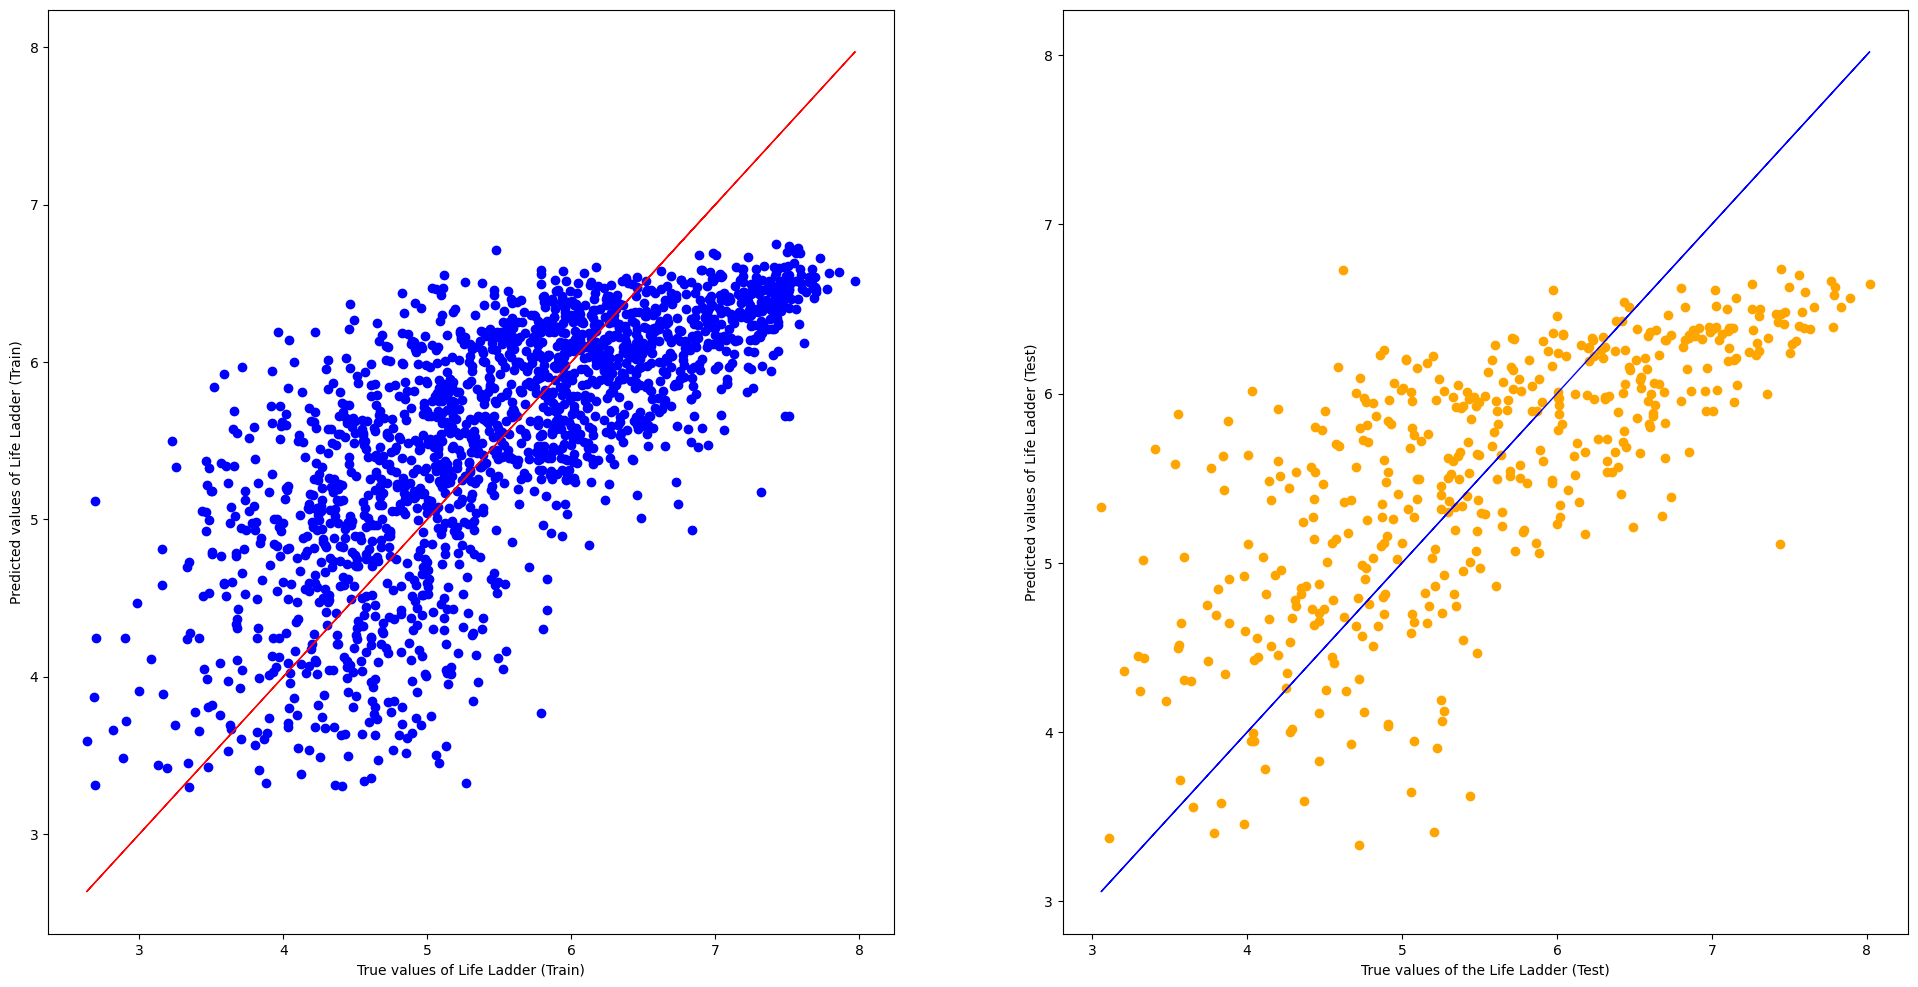 8
7
6
5
4
3
Predicted values of Life Ladder (Train)
3 4 5 6 7 8
True values of Life Ladder (Train)
8
7
6
5
4
3
Predicted values of Life Ladder (Test)
3 4 5 6 7 8
True values of the Life Ladder (Test)